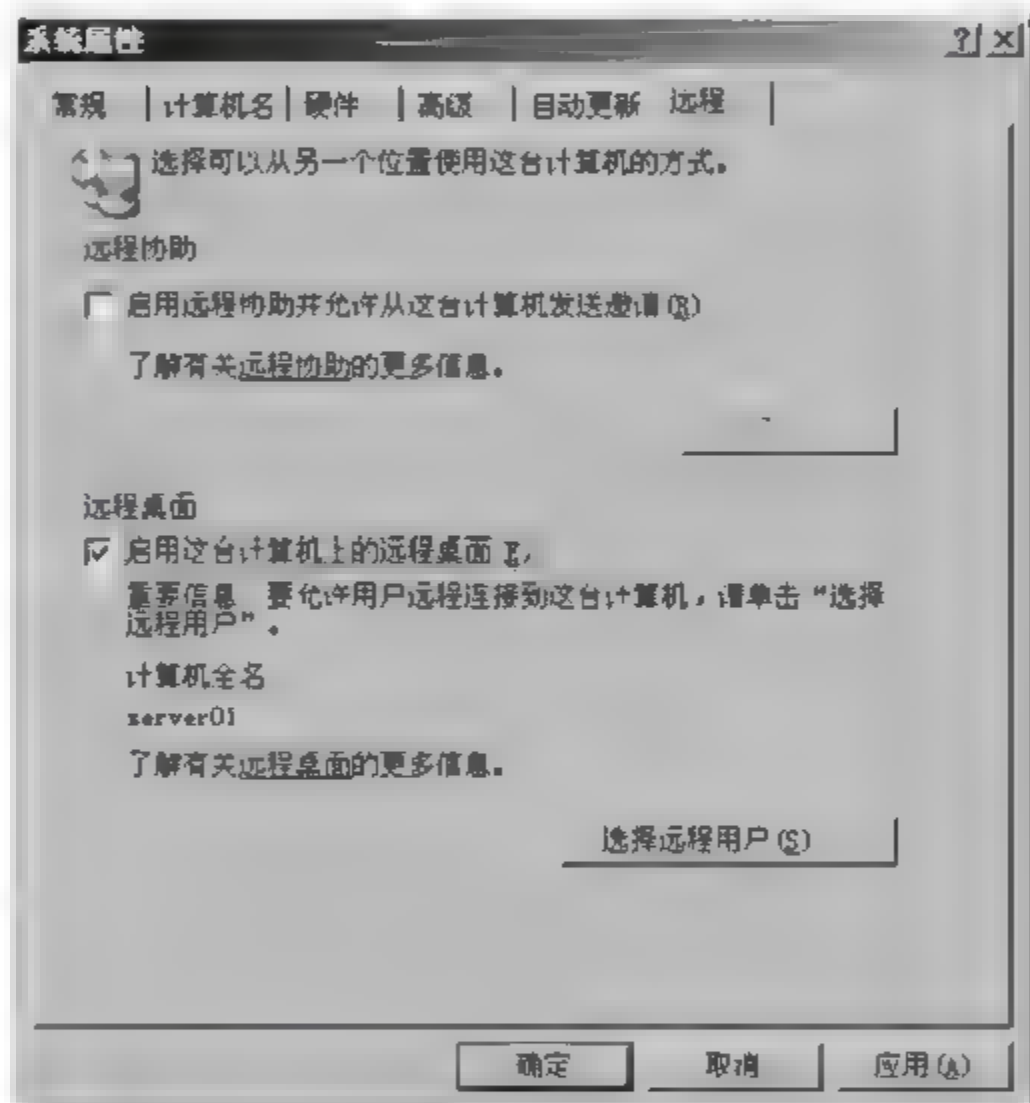 系统属性
常规 计算机名 硬件 高级 自动更新 远程
选择可以从另一个位置使用这台计算机的方式。
远程协助
启用远程协助并允许从这台计算机发送邀请(R)
了解有关远程协助的更多信息。
远程桌面
启用这台计算机上的远程桌面
重要信息 要允许用户远程连接到这台计算机，请单击“选择
远程用户”。
计算机全名
server01
了解有关远程桌面的更多信息。
选择远程用户(S)
确定 取消 应用(A)